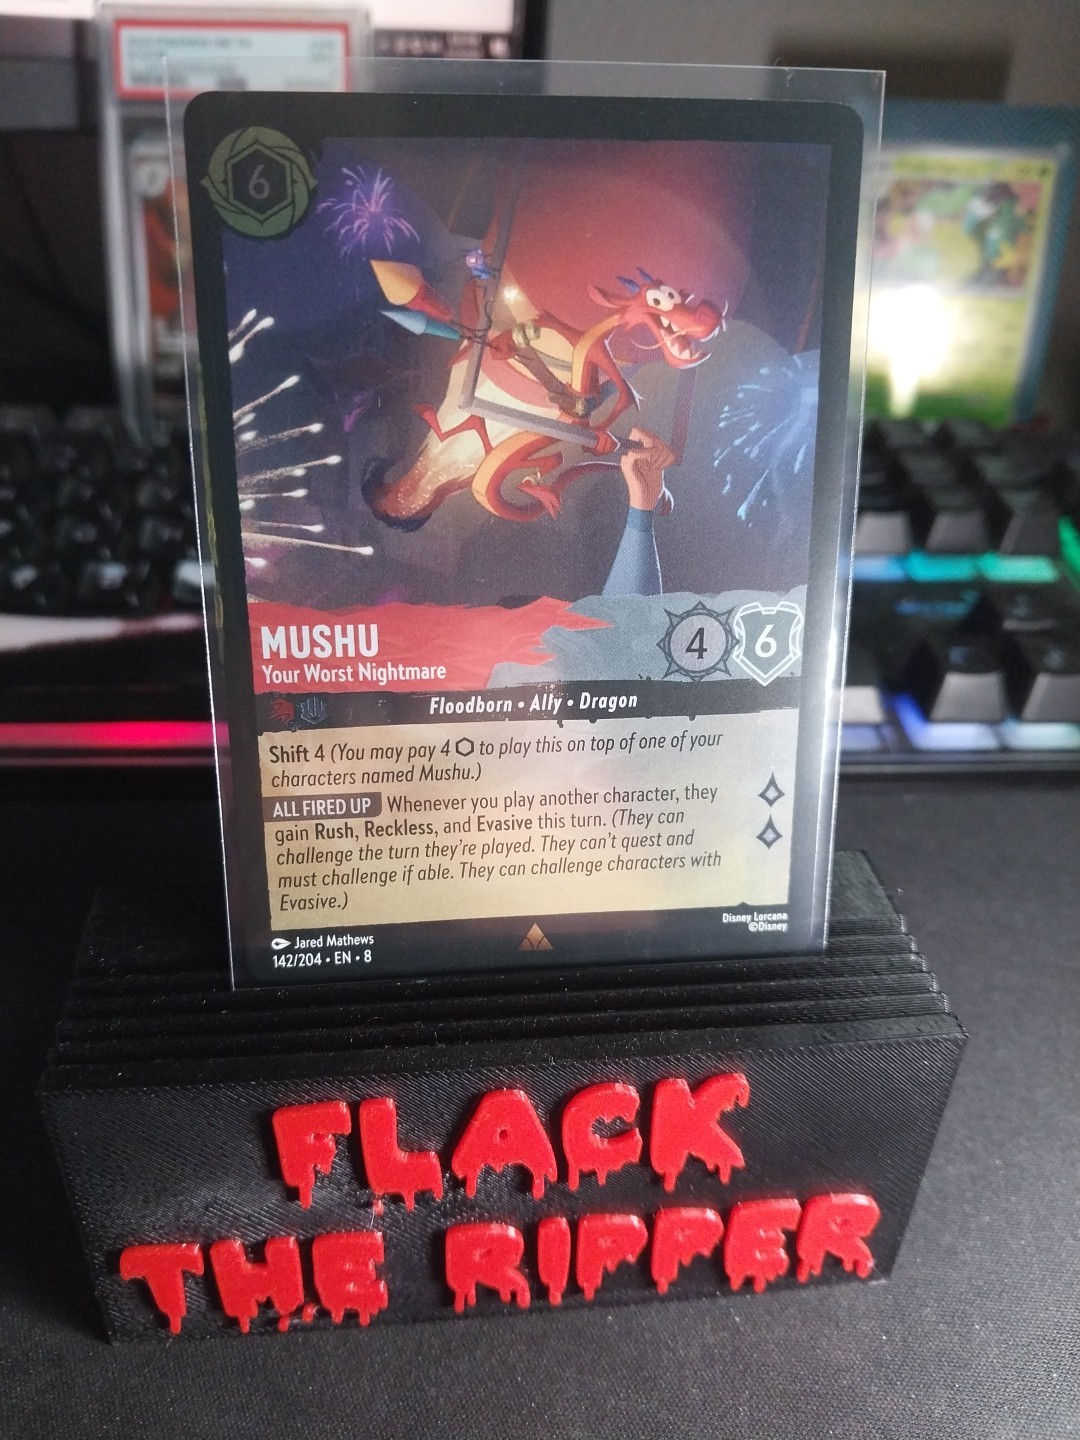 6
MUSHU
Your Worst Nightmare
4 6
Floodborn • Ally • Dragon
Shift 4 (You may pay 4 ⬡ to play this on top of one of your
characters named Mushu.)
ALL FIRED UP Whenever you play another character, they
gain Rush, Reckless, and Evasive this turn. (They can
challenge the turn they're played. They can't quest and
must challenge if able. They can challenge characters with
Evasive.)
Jared Mathews
142/204 • EN • 8
Disney Lorcana
©Disney
FLACK
THE RIPPER